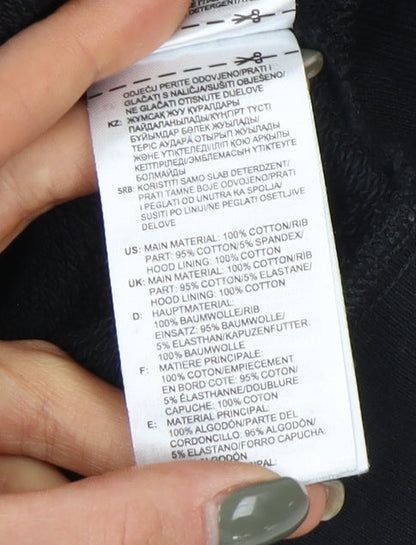 DETERGENT/
ODJEĆU PERITE ODVOJENO/PRATI I
GLAČATI S NALIČJA/SUŠITI OBJEŠENO/
NE GLAČATI OTISNUTE DIJELOVE
KZ: ЖҰМСАҚ ЖУУ ҚҰРАЛДАРЫ
ПАЙДАЛАНЫЛАДЫ/КҮҢГІРТ ТҮСТІ
БҰЙЫМДАР БӨЛЕК ЖУЫЛАДЫ/
ТЕРІС АУДАРА ОТЫРЫП ЖУЫЛАДЫ
ЖӘНЕ ҮТІКТЕЛЕДІ/ІЛІП ҚОЮ АРҚЫЛЫ
КЕПТІРІЛЕДІ/ЭМБЛЕМАСЫН ҮТІКТЕУГЕ
БОЛМАЙДЫ
SRB: KORISTITI SAMO SLAB DETERDZENT/
PRATI TAMNE BOJE ODVOJENO/PRATI
I PEGLATI OD UNUTRA KA SPOLJA/
SUSITI PO LINIJI/NE PEGLATI OSETLJIVE
DELOVE
US: MAIN MATERIAL: 100% COTTON/RIB
PART: 95% COTTON/5% SPANDEX/
HOOD LINING: 100% COTTON
UK: MAIN MATERIAL: 100% COTTON/RIB
PART: 95% COTTON/5% ELASTANE/
HOOD LINING: 100% COTTON
D: HAUPTMATERIAL:
100% BAUMWOLLE/RIB
EINSATZ: 95% BAUMWOLLE/
5% ELASTHAN/KAPUZENFUTTER:
100% BAUMWOLLE
F: MATIERE PRINCIPALE:
100% COTON/EMPIECEMENT
EN BORD COTE: 95% COTON/
5% ÉLASTHANNE/DOUBLURE
CAPUCHE: 100% COTON
E: MATERIAL PRINCIPAL:
100% ALGODÓN/PARTE DEL
CORDONCILLO: 95% ALGODÓN/
5% ELASTANO/FORRO CAPUCHA:
ALGODÓN